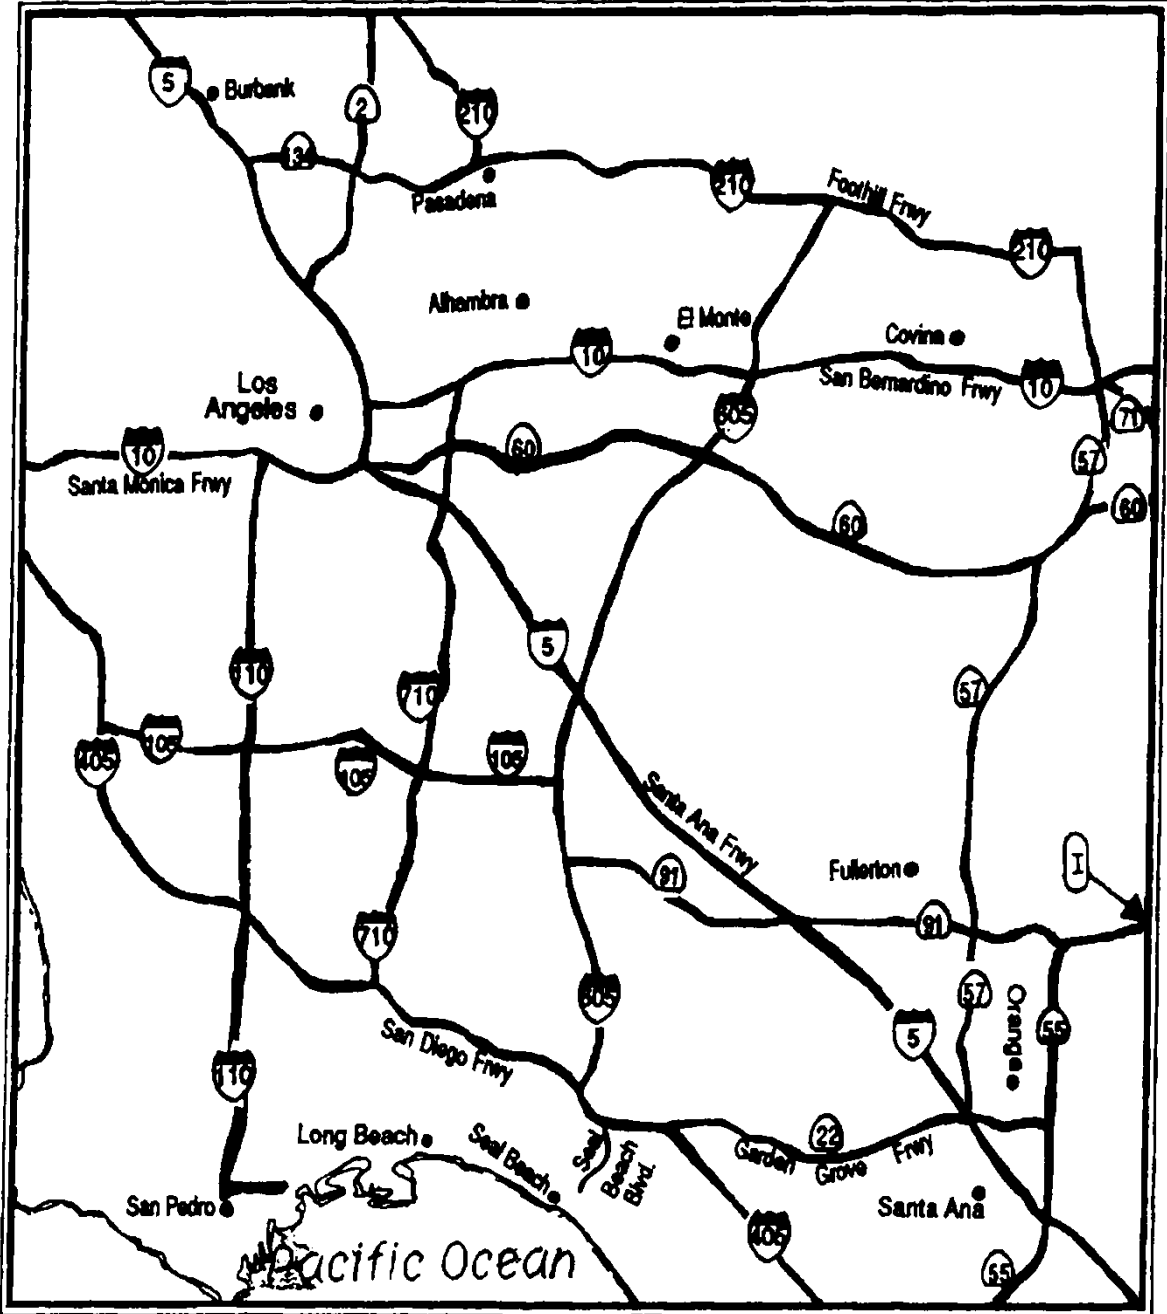 5
Burbank
2
210
134
Pasadena
210
Foothill Frwy
210
Alhambra
El Monte
Covina
10
San Bernardino Frwy
10
Los
Angeles
605
71
10
60
57
Santa Monica Frwy
60
60
5
110
710
57
105
405
105
105
Santa Ana Frwy
91
Fullerton
I
91
710
605
57
Orange
55
5
San Diego Frwy
110
Long Beach
Seal Beach
Seal
Beach
Blvd.
22
Garden Grove Frwy
San Pedro
Santa Ana
405
Pacific Ocean
55